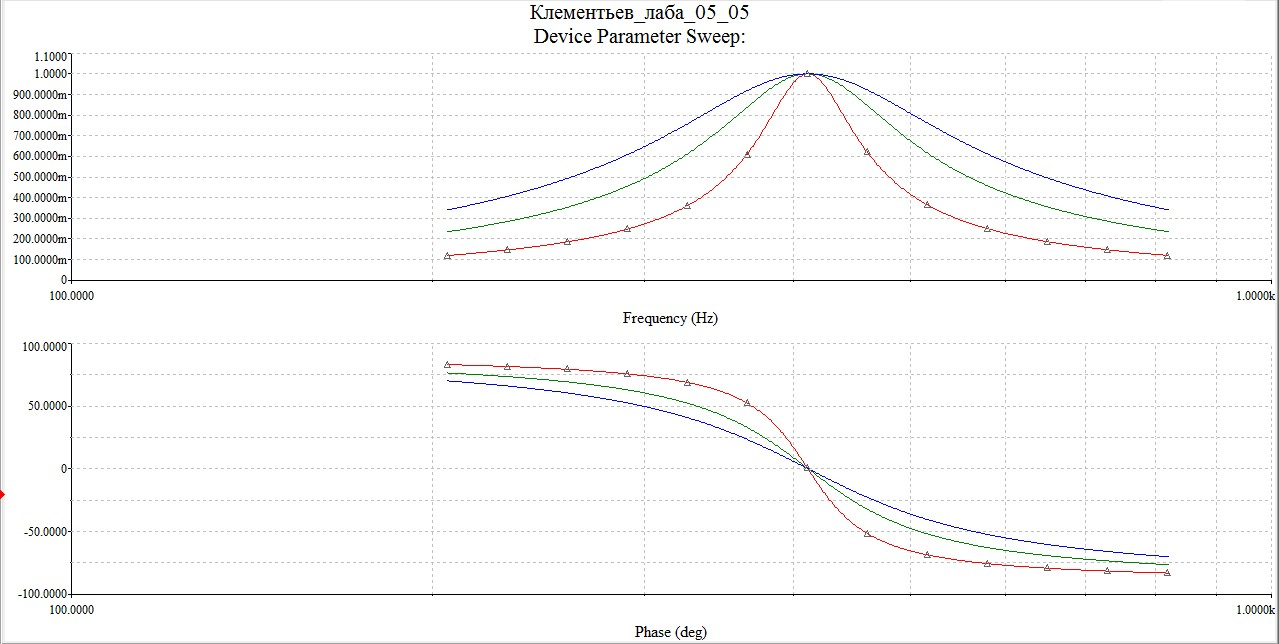 Клементьев_лаба_05_05
Device Parameter Sweep:
1.1000
1.0000
900.0000m
800.0000m
700.0000m
600.0000m
500.0000m
400.0000m
300.0000m
200.0000m
100.0000m
0
100.0000 1.0000k
Frequency (Hz)
100.0000
50.0000
0
-50.0000
-100.0000
100.0000 1.0000k
Phase (deg)